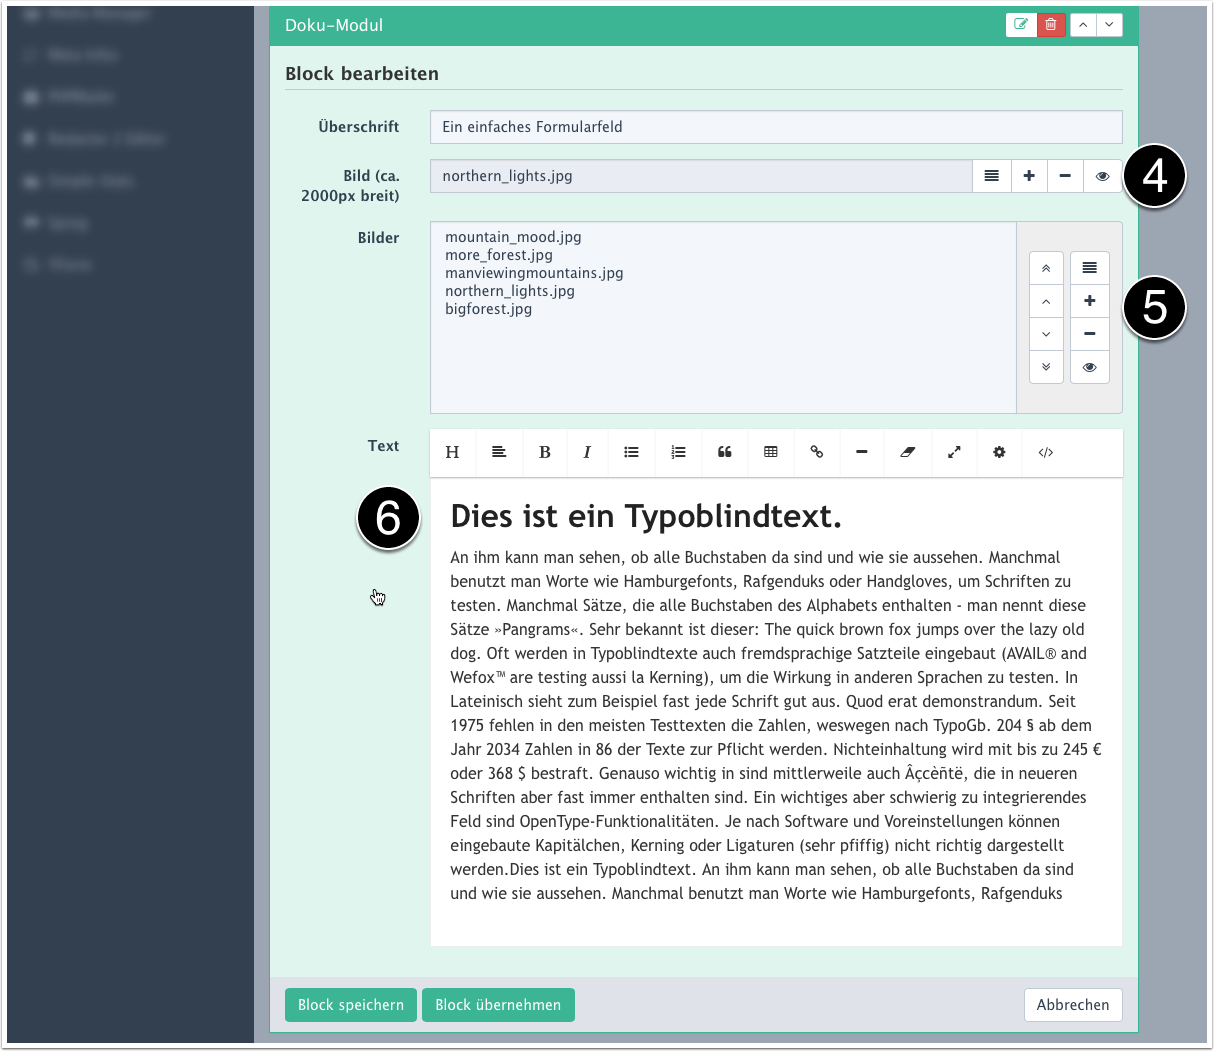 Doku-Modul
Block bearbeiten
Überschrift
Ein einfaches Formularfeld
Bild (ca.
2000px breit)
northern_lights.jpg
4
Bilder
mountain_mood.jpg
more_forest.jpg
manviewingmountains.jpg
northern_lights.jpg
bigforest.jpg
5
Text
H
B
I
6
Dies ist ein Typoblindtext.
An ihm kann man sehen, ob alle Buchstaben da sind und wie sie aussehen. Manchmal
benutzt man Worte wie Hamburgefonts, Rafgenduks oder Handgloves, um Schriften zu
testen. Manchmal Sätze, die alle Buchstaben des Alphabets enthalten - man nennt diese
Sätze »Pangrams«. Sehr bekannt ist dieser: The quick brown fox jumps over the lazy old
dog. Oft werden in Typoblindtexte auch fremdsprachige Satzteile eingebaut (AVAIL® and
Wefox™ are testing aussi la Kerning), um die Wirkung in anderen Sprachen zu testen. In
Lateinisch sieht zum Beispiel fast jede Schrift gut aus. Quod erat demonstrandum. Seit
1975 fehlen in den meisten Testtexten die Zahlen, weswegen nach TypoGb. 204 § ab dem
Jahr 2034 Zahlen in 86 der Texte zur Pflicht werden. Nichteinhaltung wird mit bis zu 245 €
oder 368 $ bestraft. Genauso wichtig in sind mittlerweile auch Âçcèñtë, die in neueren
Schriften aber fast immer enthalten sind. Ein wichtiges aber schwierig zu integrierendes
Feld sind OpenType-Funktionalitäten. Je nach Software und Voreinstellungen können
eingebaute Kapitälchen, Kerning oder Ligaturen (sehr pfiffig) nicht richtig dargestellt
werden.Dies ist ein Typoblindtext. An ihm kann man sehen, ob alle Buchstaben da sind
und wie sie aussehen. Manchmal benutzt man Worte wie Hamburgefonts, Rafgenduks
Block speichern
Block übernehmen
Abbrechen